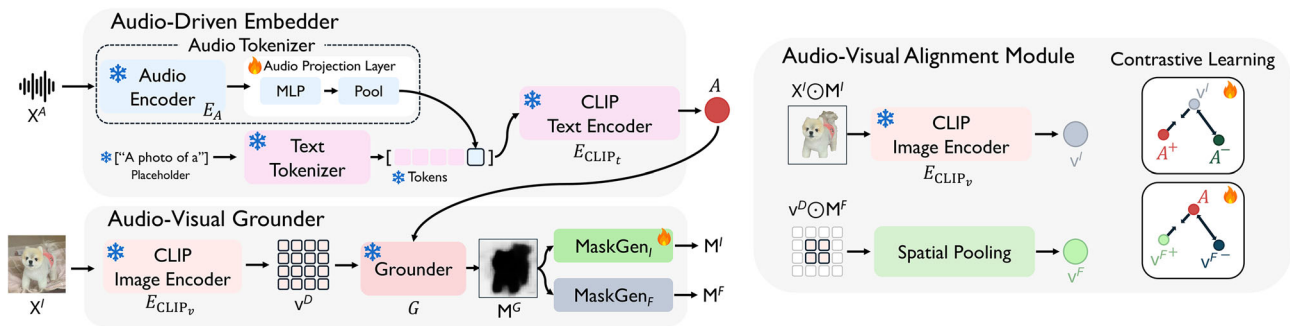 Audio-Driven Embedder
Audio Tokenizer
Audio
Encoder
E_A
Audio Projection Layer
MLP
Pool
X^A
["A photo of a"]
Placeholder
Text
Tokenizer
[
]
Tokens
CLIP
Text Encoder
E_CLIP_t
A
Audio-Visual Grounder
X^I
CLIP
Image Encoder
E_CLIP_v
v^D
Grounder
G
M^G
MaskGen_I
M^I
MaskGen_F
M^F
Audio-Visual Alignment Module
X^I⊙M^I
CLIP
Image Encoder
E_CLIP_v
v^I
v^D⊙M^F
Spatial Pooling
v^F
Contrastive Learning
v^I
A^+
A^-
A
v^F+
v^F-